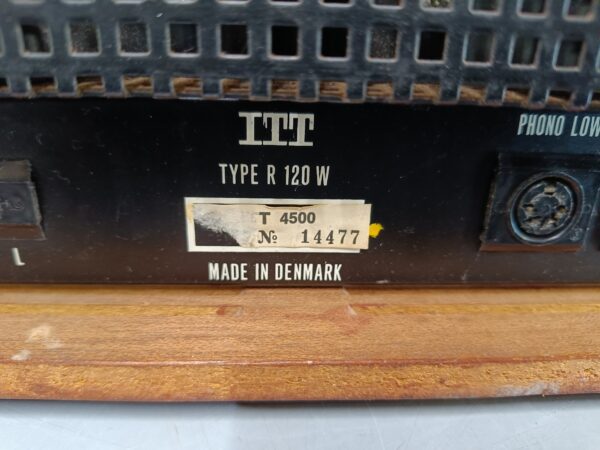 ITT
PHONO LOW
TYPE R 120 W
T 4500
№ 14477
L
MADE IN DENMARK